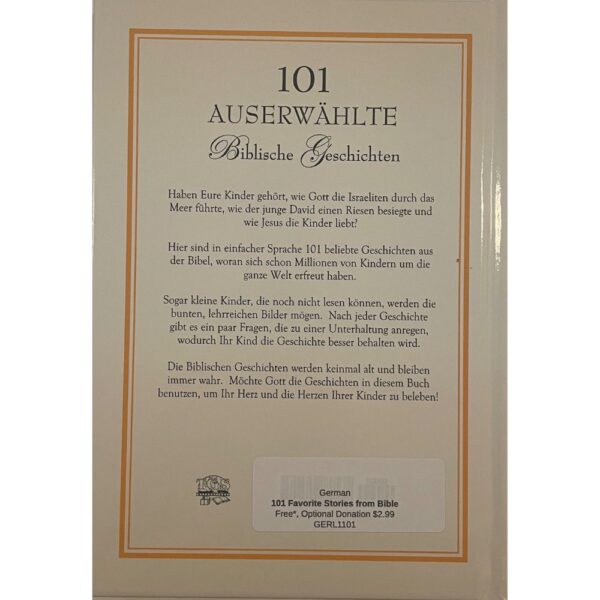 101
AUSERWÄHLTE
Biblische Geschichten
Haben Eure Kinder gehört, wie Gott die Israeliten durch das
Meer führte, wie der junge David einen Riesen besiegte und
wie Jesus die Kinder liebt?
Hier sind in einfacher Sprache 101 beliebte Geschichten aus
der Bibel, woran sich schon Millionen von Kindern um die
ganze Welt erfreut haben.
Sogar kleine Kinder, die noch nicht lesen können, werden die
bunten, lehrreichen Bilder mögen. Nach jeder Geschichte
gibt es ein paar Fragen, die zu einer Unterhaltung anregen,
wodurch Ihr Kind die Geschichte besser behalten wird.
Die Biblischen Geschichten werden keinmal alt und bleiben
immer wahr. Möchte Gott die Geschichten in diesem Buch
benutzen, um Ihr Herz und die Herzen Ihrer Kinder zu beleben!
German
101 Favorite Stories from Bible
Free*, Optional Donation $2.99
GERL1101